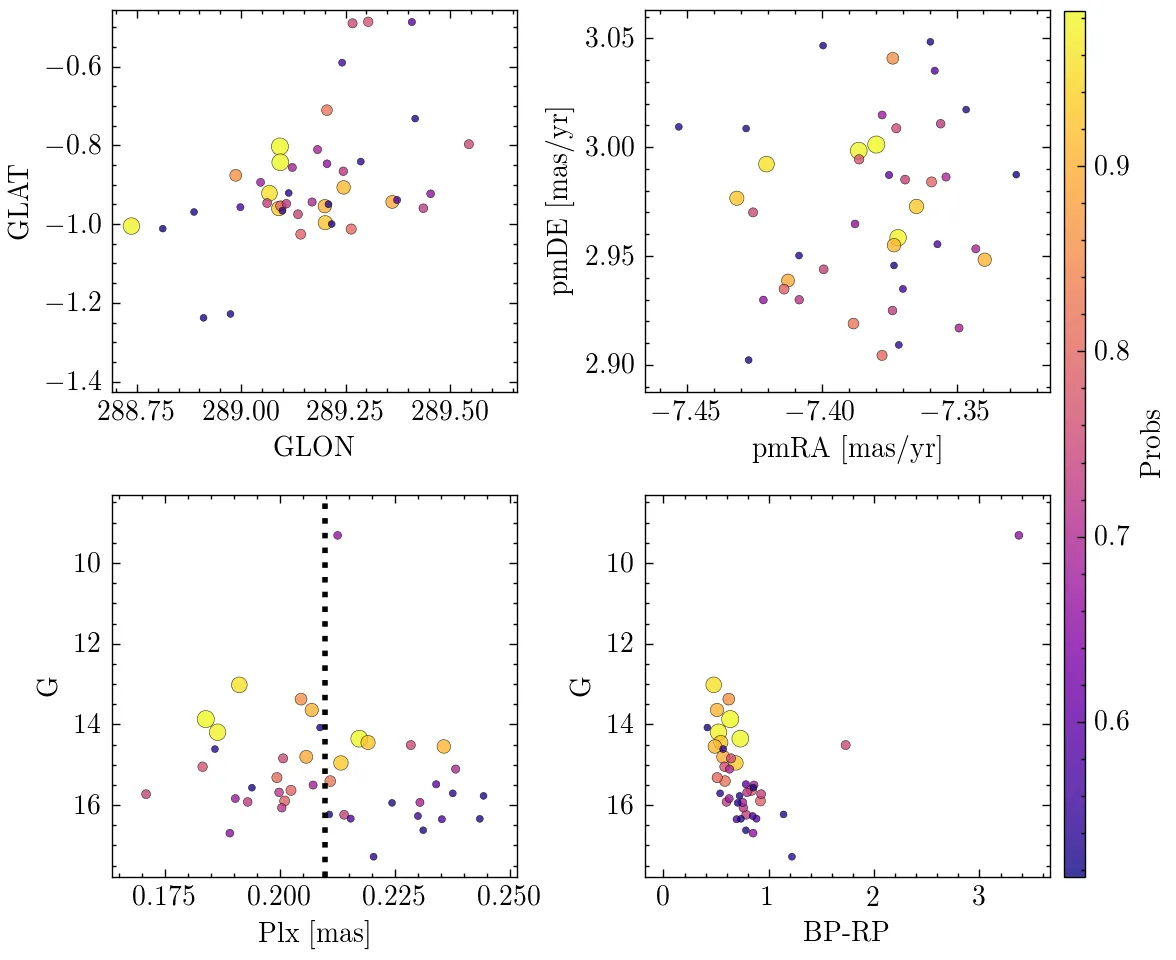 −0.6
−0.8
−1.0
−1.2
−1.4
GLAT
288.75 289.00 289.25 289.50
GLON
3.05
3.00
2.95
2.90
pmDE [mas/yr]
−7.45 −7.40 −7.35
pmRA [mas/yr]
10
12
14
16
G
0.175 0.200 0.225 0.250
Plx [mas]
10
12
14
16
G
0 1 2 3
BP-RP
0.9
0.8
0.7
0.6
Probs